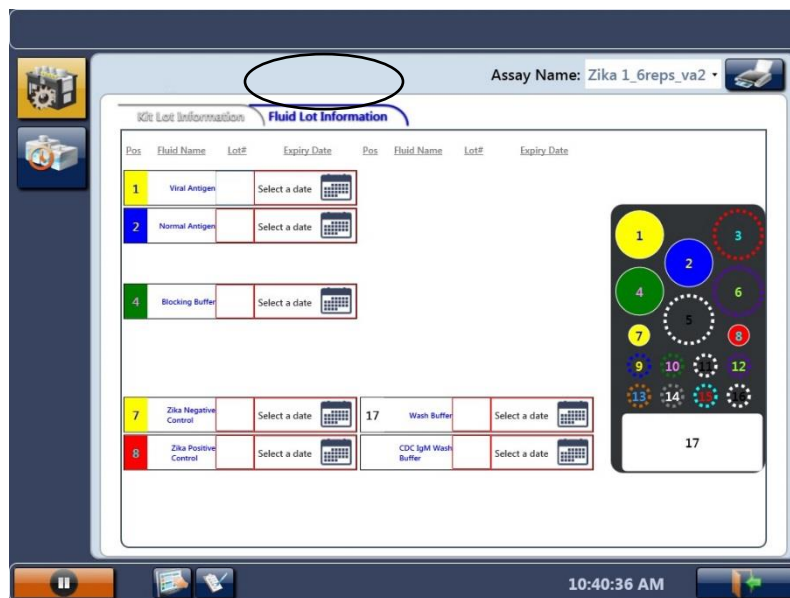 Assay Name: Zika 1_6reps_va2
Kit Lot Information Fluid Lot Information
Pos Fluid Name Lot# Expiry Date Pos Fluid Name Lot# Expiry Date
1 Viral Antigen Select a date
2 Normal Antigen Select a date
4 Blocking Buffer Select a date
7 Zika Negative Control Select a date 17 Wash Buffer Select a date
8 Zika Positive Control Select a date CDC IgM Wash Buffer Select a date
1 3
2
4 6
5
7 8
9 10 11 12
13 14 15 16
17
10:40:36 AM